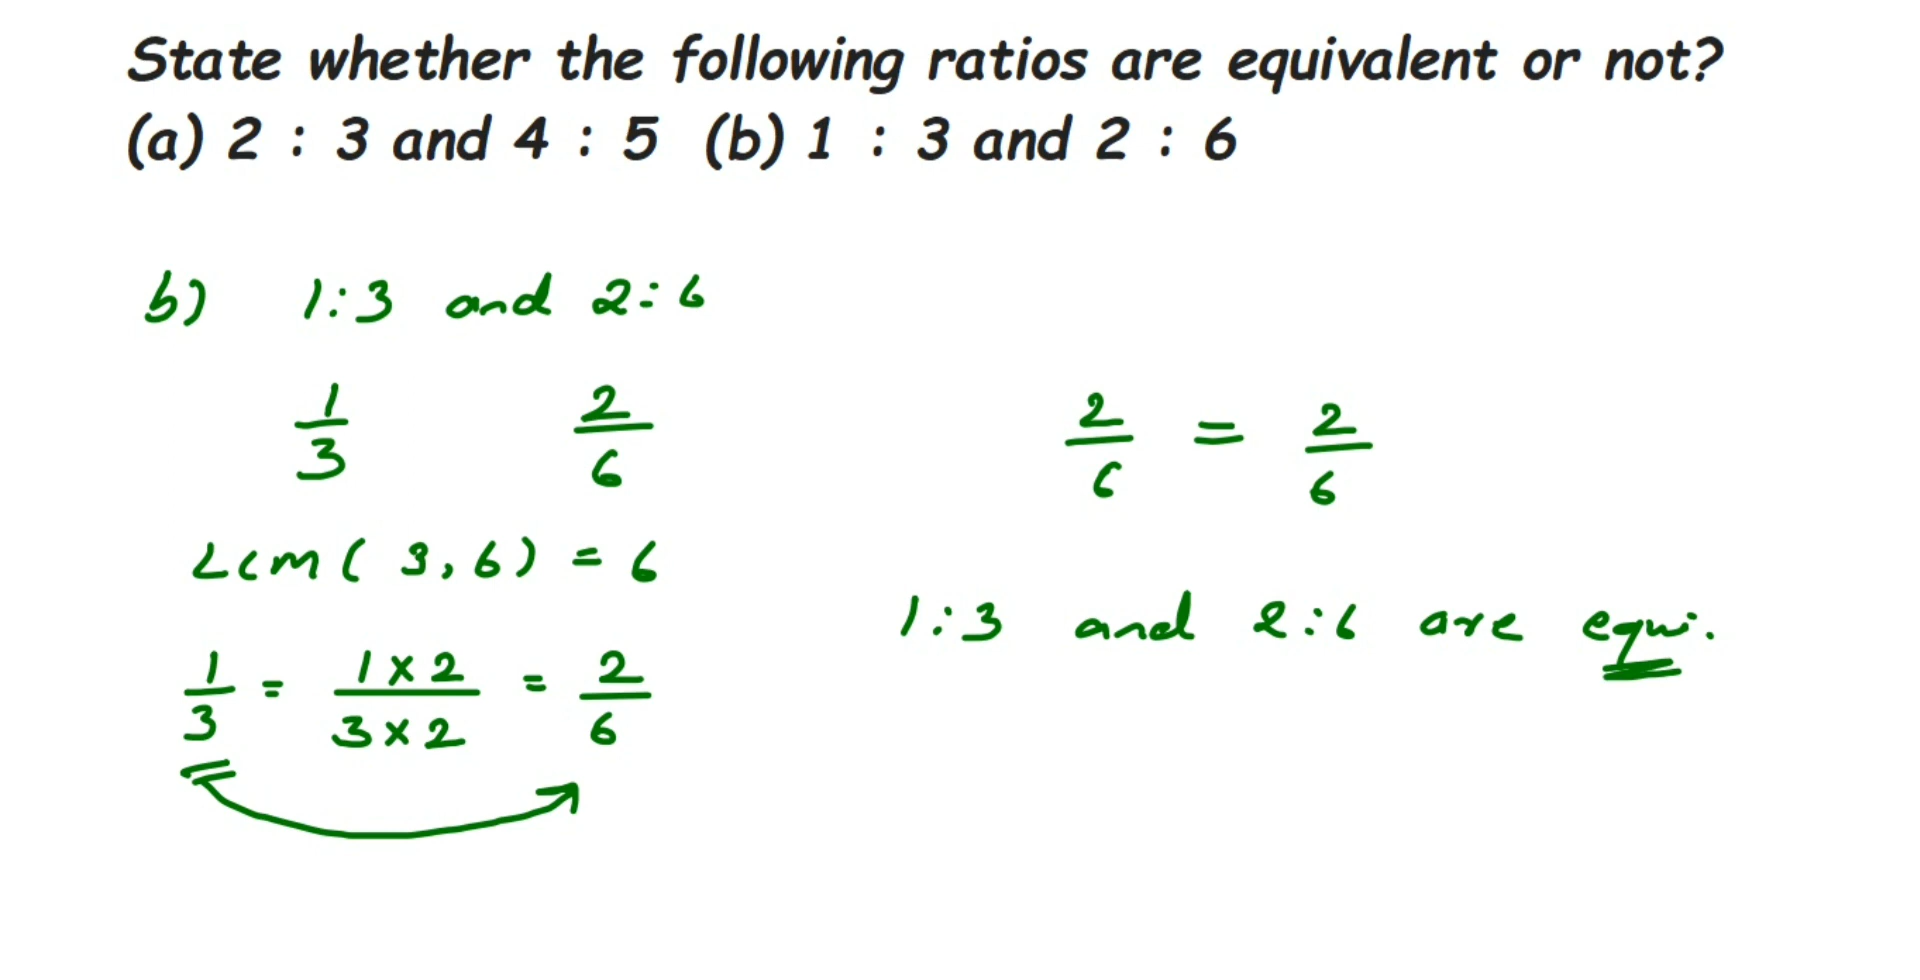 State whether the following ratios are equivalent or not?
(a) 2 : 3 and 4 : 5 (b) 1 : 3 and 2 : 6
b) 1:3 and 2:6
1/3 2/6
LCM( 3,6) = 6
1/3 = 1×2/3×2 = 2/6
2/6 = 2/6
1:3 and 2:6 are equi.